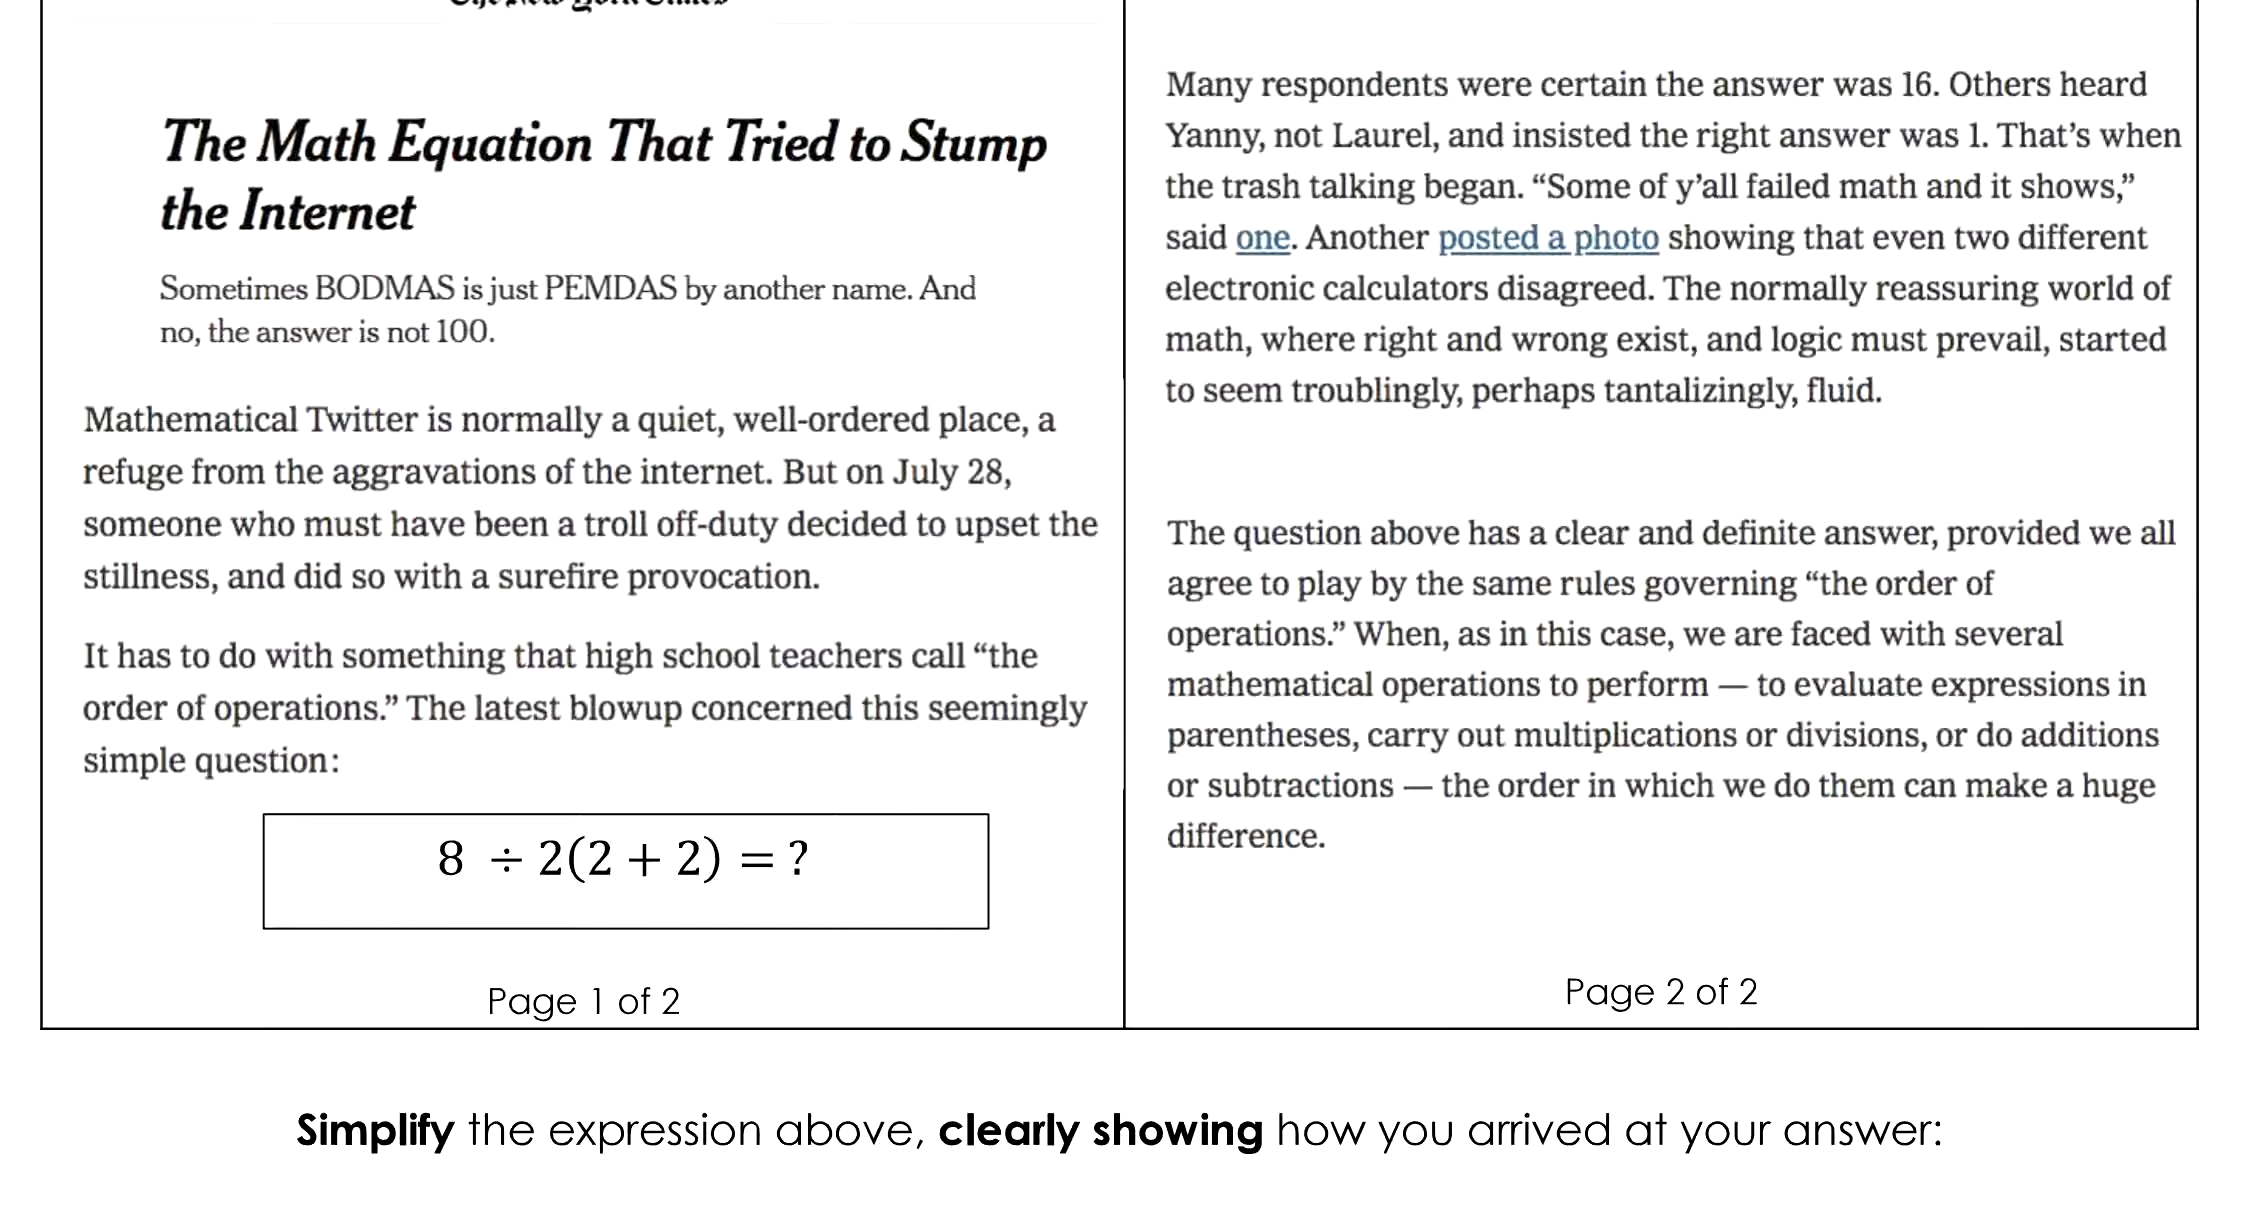 The New York Times
The Math Equation That Tried to Stump
the Internet
Sometimes BODMAS is just PEMDAS by another name. And
no, the answer is not 100.
Mathematical Twitter is normally a quiet, well-ordered place, a
refuge from the aggravations of the internet. But on July 28,
someone who must have been a troll off-duty decided to upset the
stillness, and did so with a surefire provocation.
It has to do with something that high school teachers call “the
order of operations.” The latest blowup concerned this seemingly
simple question:
8 ÷ 2(2 + 2) = ?
Page 1 of 2
Many respondents were certain the answer was 16. Others heard
Yanny, not Laurel, and insisted the right answer was 1. That’s when
the trash talking began. “Some of y’all failed math and it shows,”
said one. Another posted a photo showing that even two different
electronic calculators disagreed. The normally reassuring world of
math, where right and wrong exist, and logic must prevail, started
to seem troublingly, perhaps tantalizingly, fluid.
The question above has a clear and definite answer, provided we all
agree to play by the same rules governing “the order of
operations.” When, as in this case, we are faced with several
mathematical operations to perform — to evaluate expressions in
parentheses, carry out multiplications or divisions, or do additions
or subtractions — the order in which we do them can make a huge
difference.
Page 2 of 2
Simplify the expression above, clearly showing how you arrived at your answer: